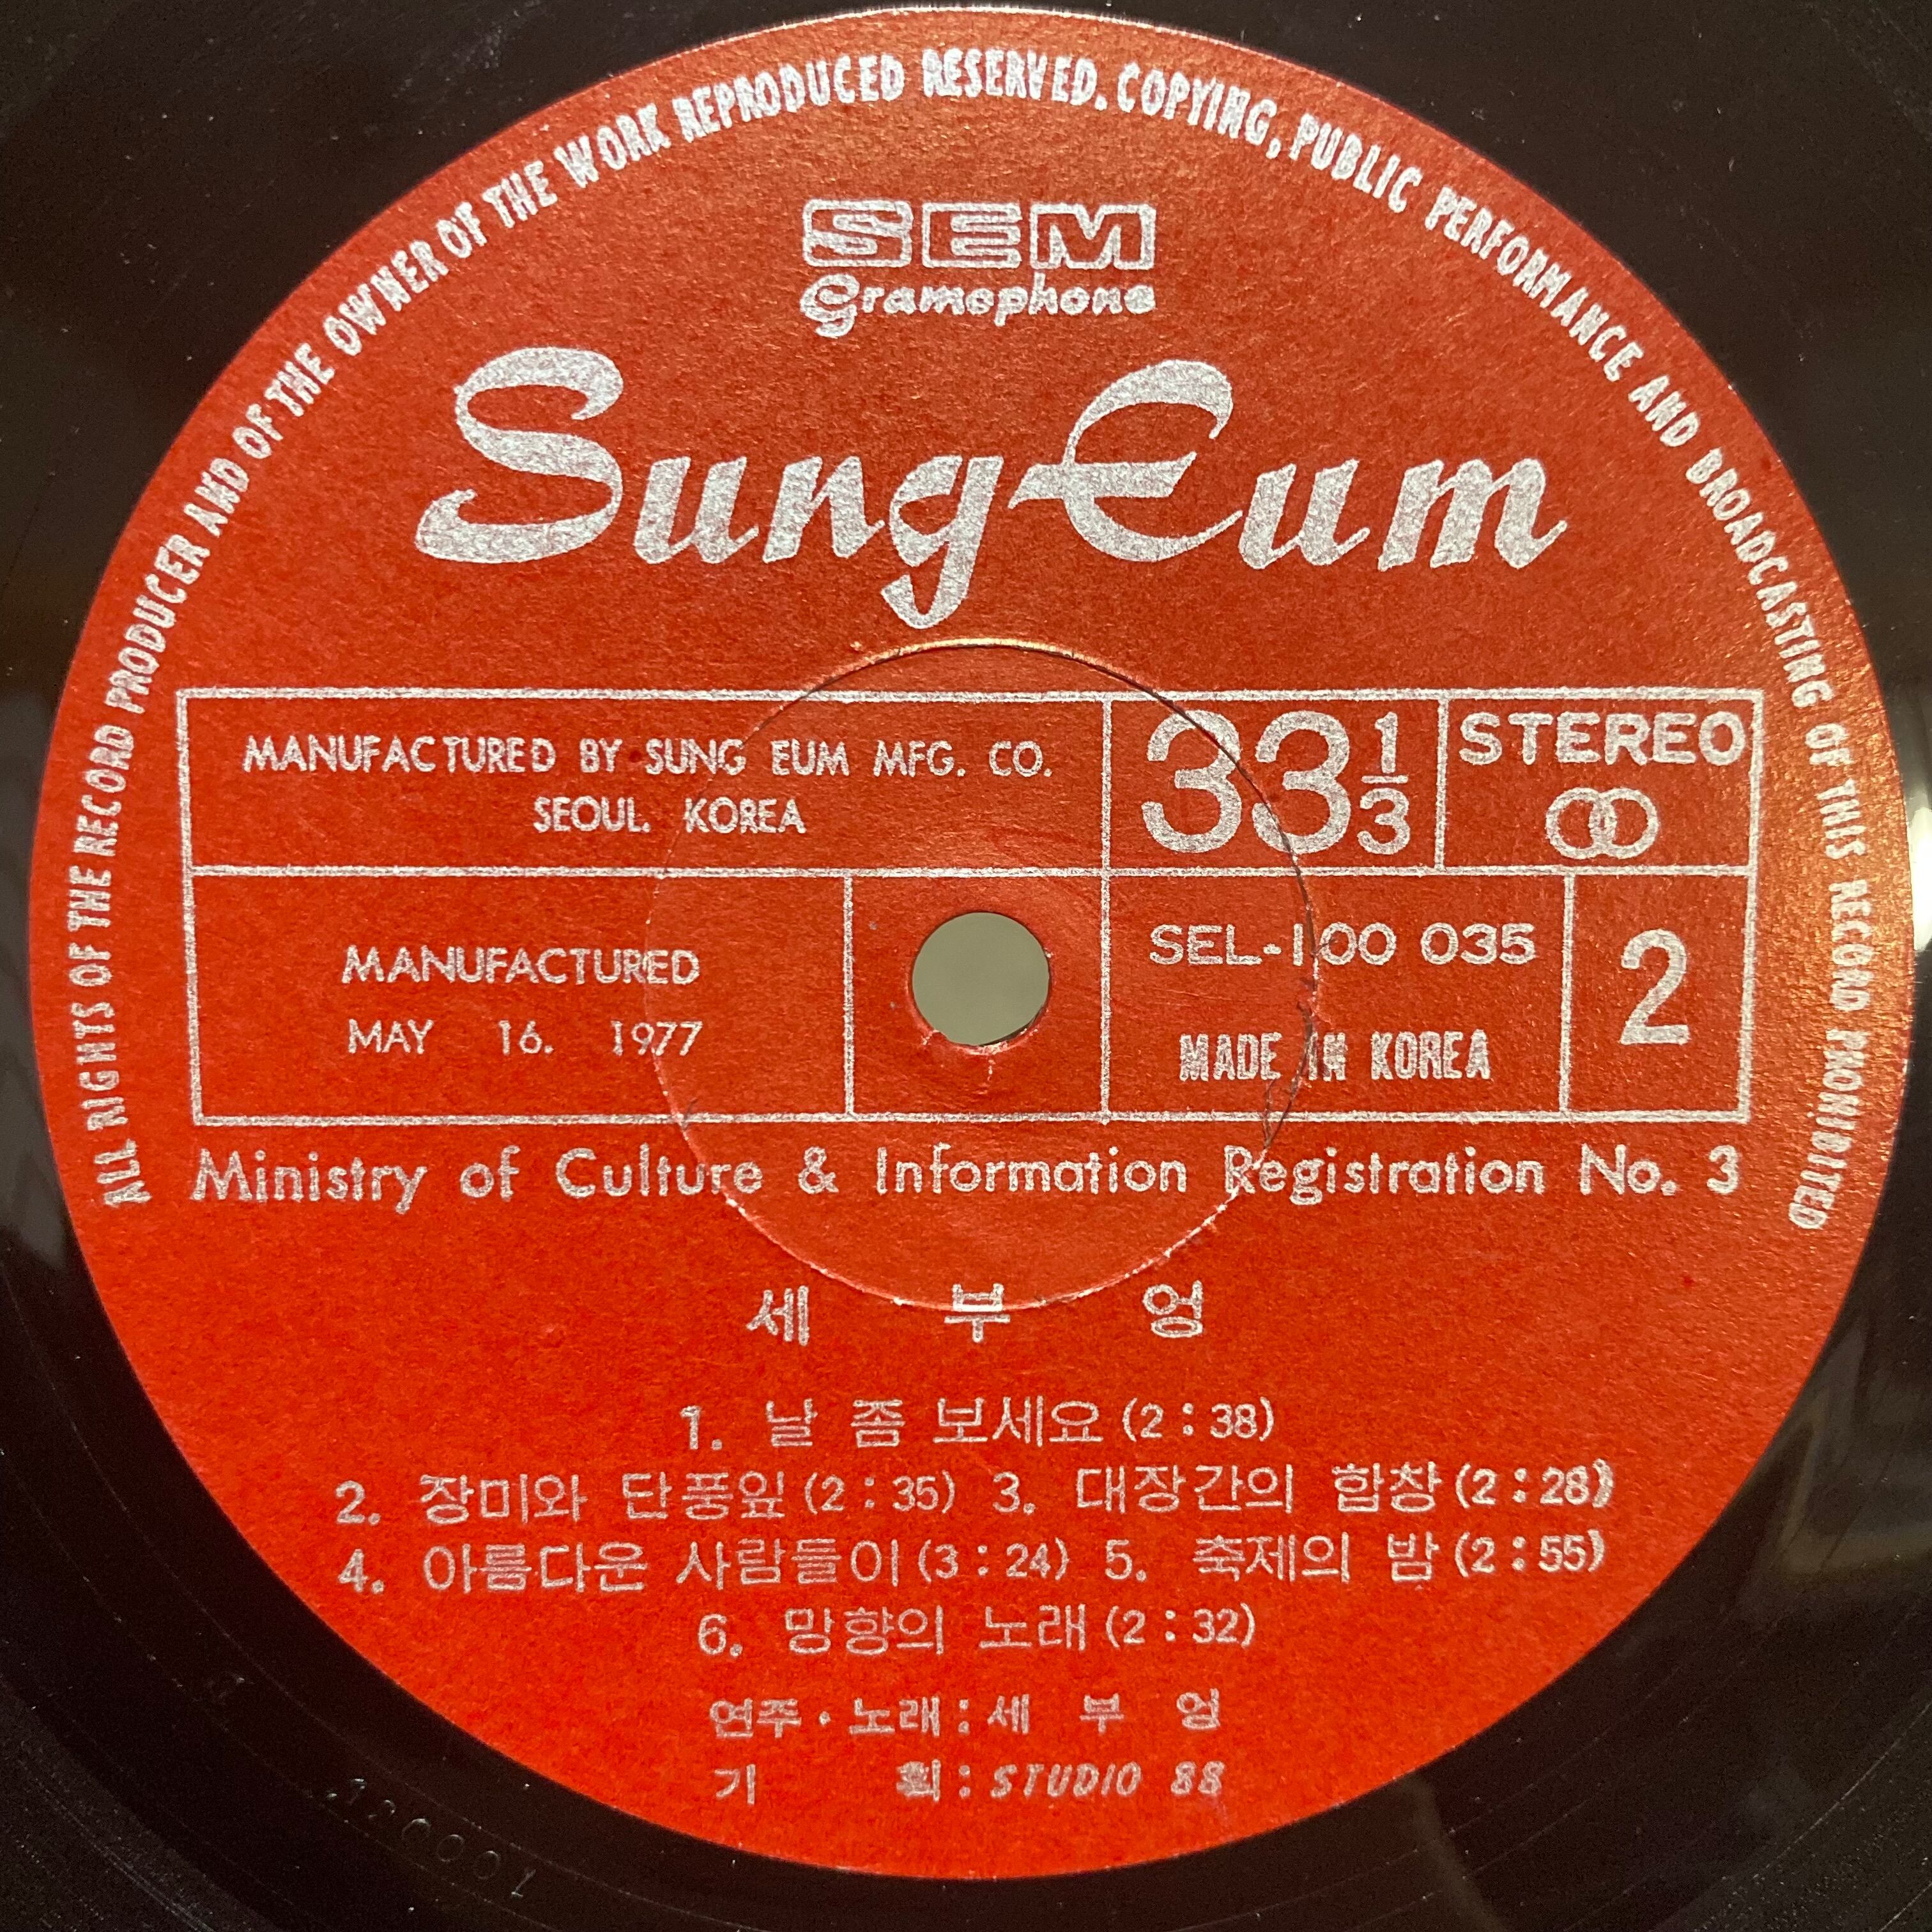 ALL RIGHTS OF THE RECORD PRODUCER AND OF THE OWNER OF THE WORK REPRODUCED RESERVED. COPYING, PUBLIC PERFORMANCE AND BROADCASTING OF THIS RECORD PHONIDITED
SEM
Gramophone
Sung Eum
MANUFACTURED BY SUNG EUM MFG. CO.
SEOUL. KOREA
33 1/3
STEREO
MANUFACTURED
MAY 16. 1977
SEL-100 035
MADE IN KOREA
2
Ministry of Culture & Information Registration No. 3
세 부 엉
1. 날 좀 보세요 (2:38)
2. 장미와 단풍잎 (2:35) 3. 대장간의 합창 (2:28)
4. 아름다운 사람들이 (3:24) 5. 축제의 밤 (2:55)
6. 망향의 노래 (2:32)
연주·노래: 세 부 엉
기 획: STUDIO 88